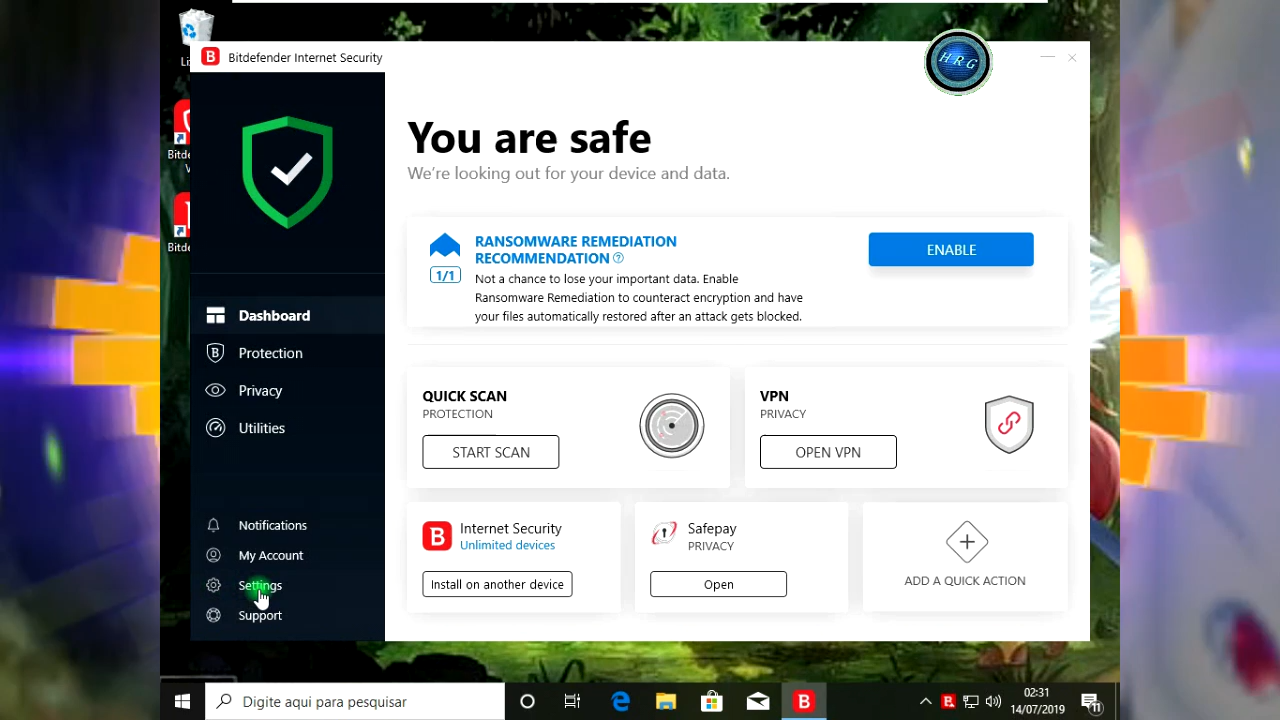 Bitdefender Internet Security
HRG
Li
Bitde
V
Bitde
You are safe
We're looking out for your device and data.
RANSOMWARE REMEDIATION
RECOMMENDATION
1/1
Not a chance to lose your important data. Enable
Ransomware Remediation to counteract encryption and have
your files automatically restored after an attack gets blocked.
ENABLE
Dashboard
Protection
Privacy
Utilities
QUICK SCAN
PROTECTION
START SCAN
VPN
PRIVACY
OPEN VPN
Notifications
My Account
Settings
Support
Internet Security
Unlimited devices
Install on another device
Safepay
PRIVACY
Open
ADD A QUICK ACTION
Digite aqui para pesquisar
02:31
14/07/2019
11